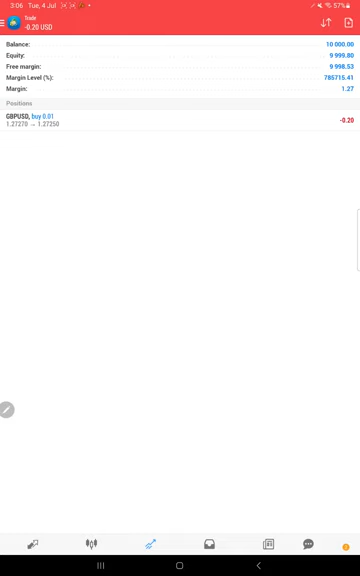 3:06 Tue, 4 Jul
57%
Trade
-0.20 USD
Balance: 10 000.00
Equity: 9 999.80
Free margin: 9 998.53
Margin Level (%): 785715.41
Margin: 1.27
Positions
GBPUSD, buy 0.01
1.27270 → 1.27250
-0.20
2